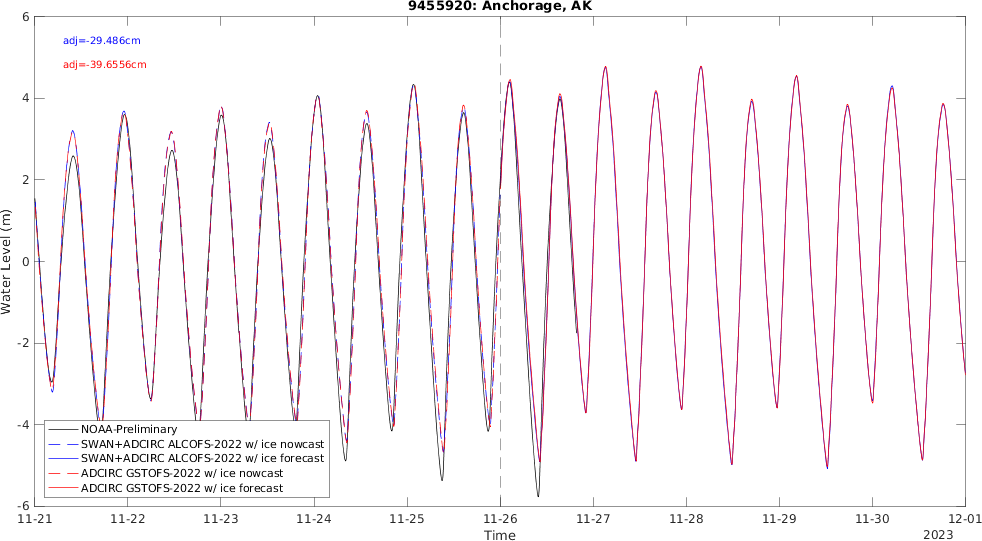 9455920: Anchorage, AK
adj=-29.486cm
adj=-39.6556cm
Water Level (m)
6
4
2
0
-2
-4
-6
NOAA-Preliminary
SWAN+ADCIRC ALCOFS-2022 w/ ice nowcast
SWAN+ADCIRC ALCOFS-2022 w/ ice forecast
ADCIRC GSTOFS-2022 w/ ice nowcast
ADCIRC GSTOFS-2022 w/ ice forecast
11-21 11-22 11-23 11-24 11-25 11-26 11-27 11-28 11-29 11-30 12-01
Time
2023